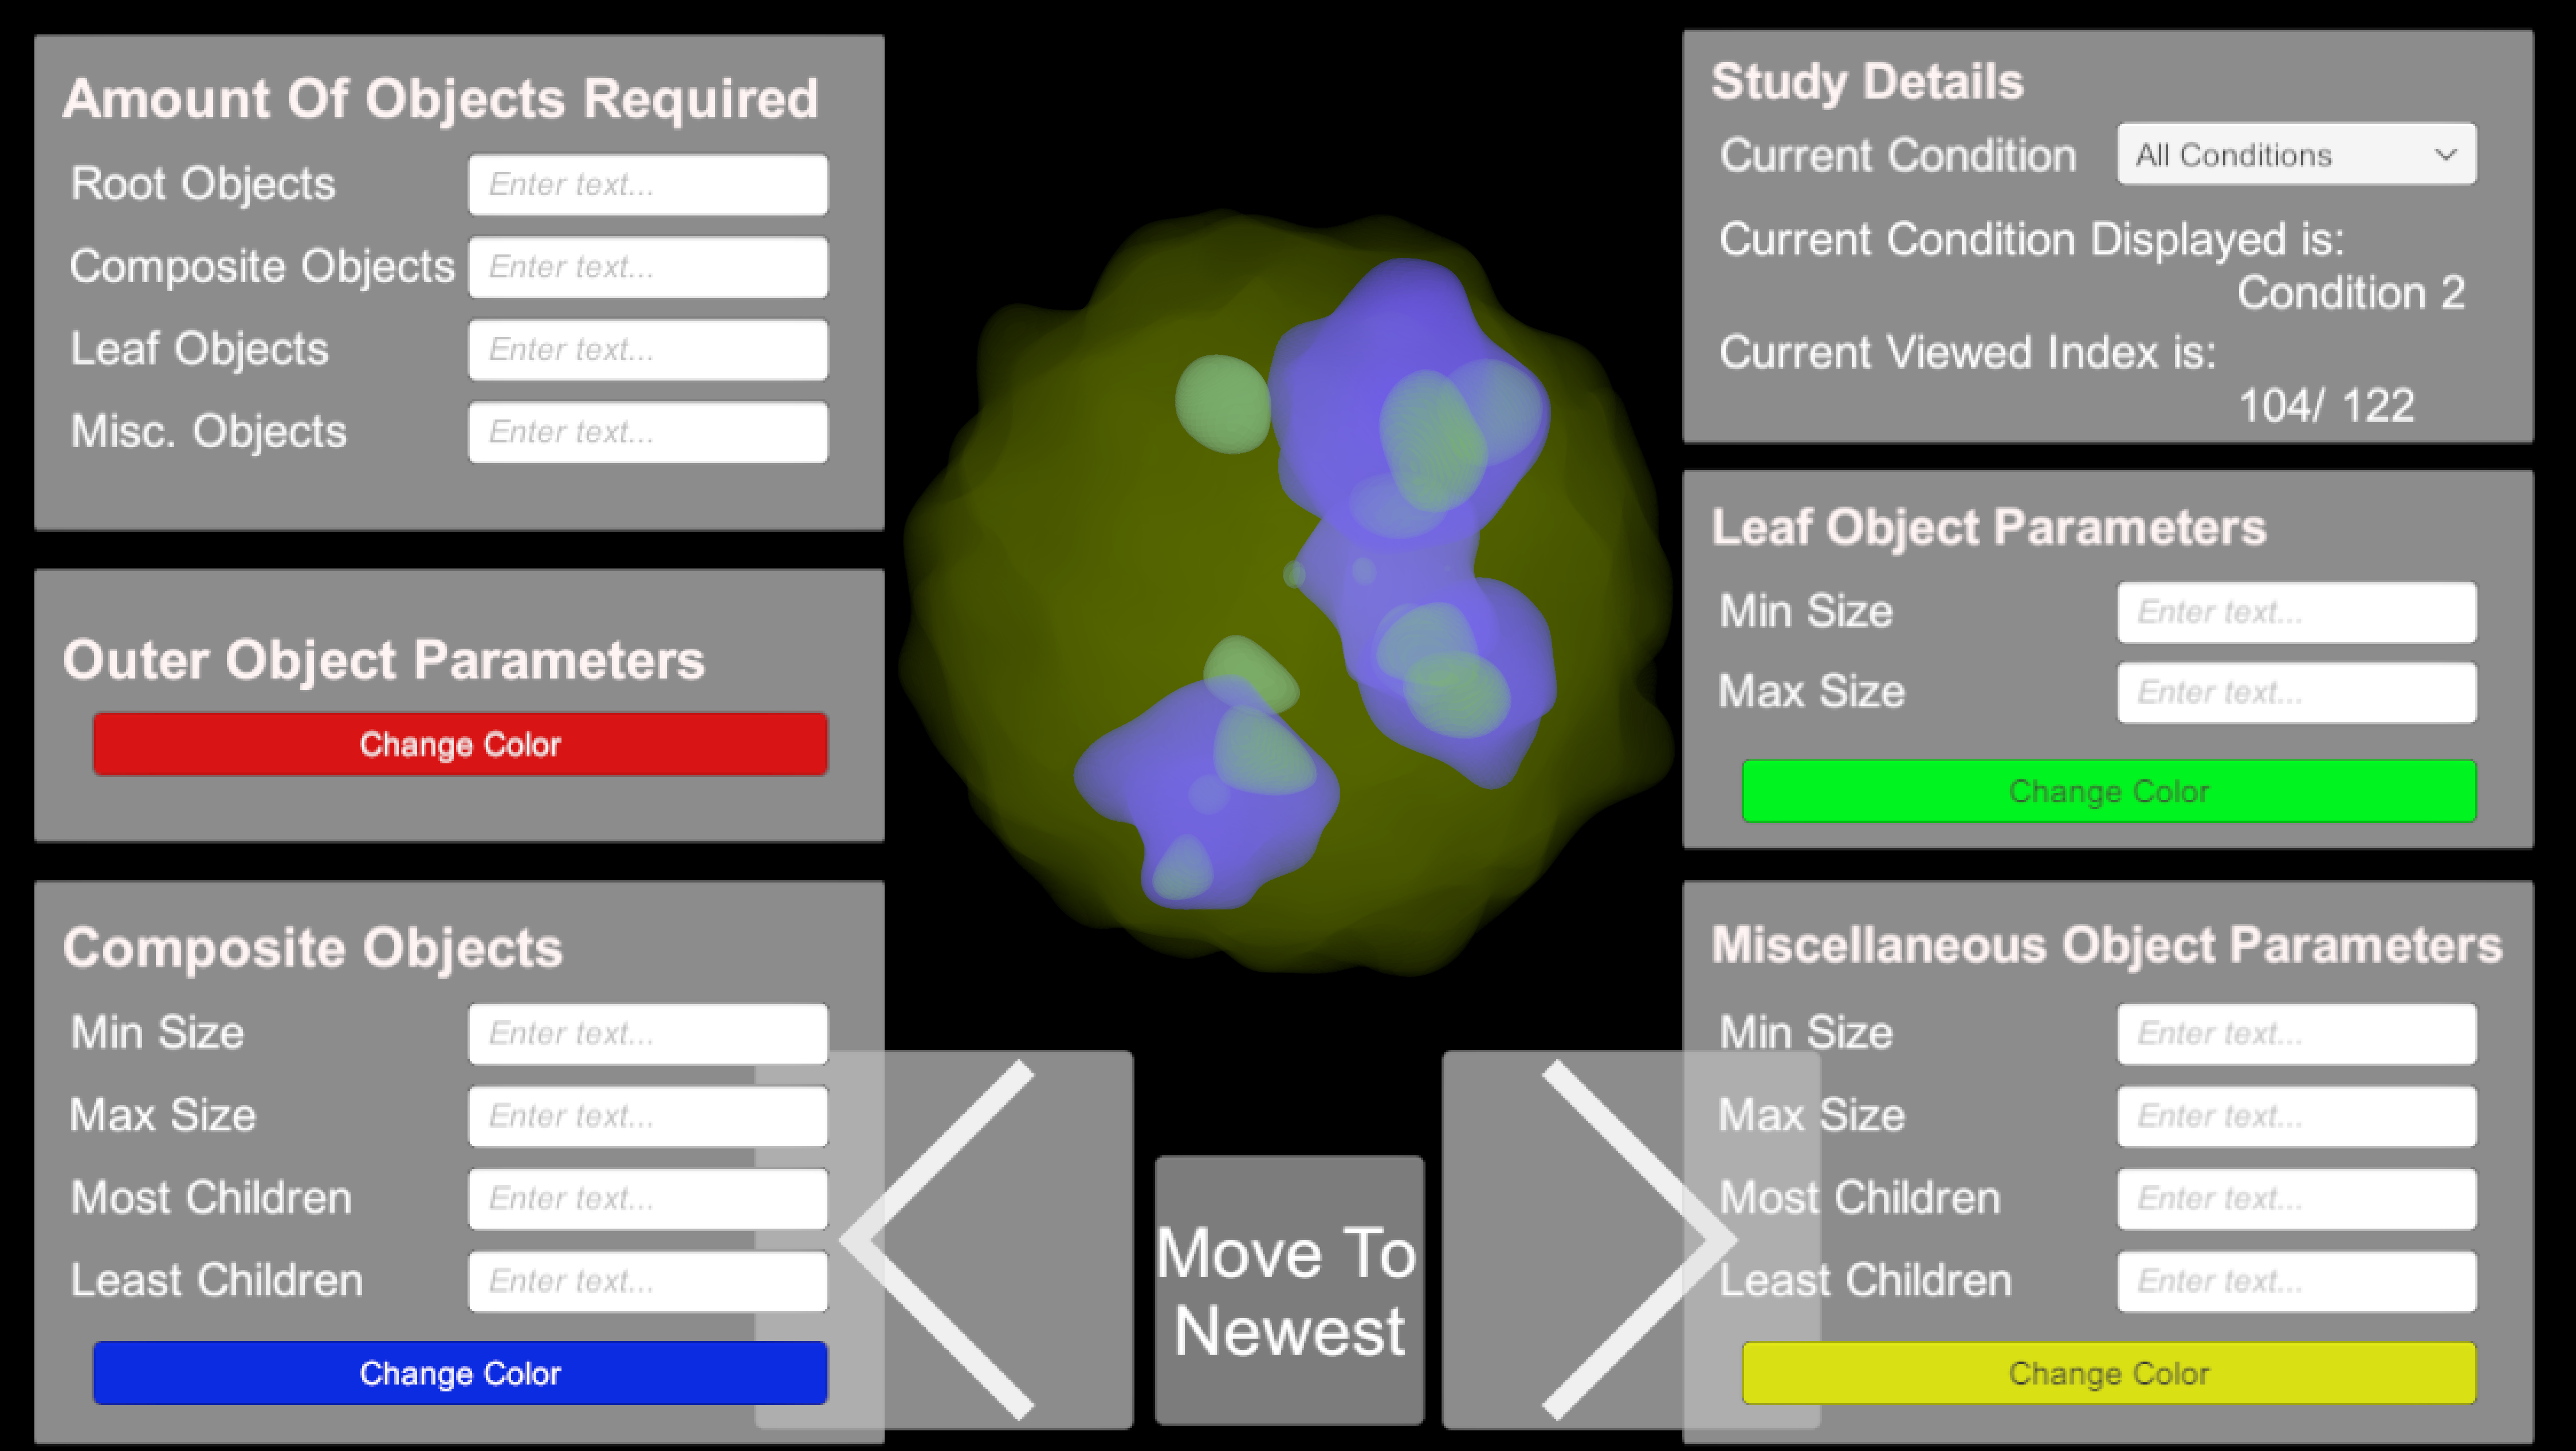 Amount Of Objects Required
Root Objects Enter text...
Composite Objects Enter text...
Leaf Objects Enter text...
Misc. Objects Enter text...
Outer Object Parameters
Change Color
Composite Objects
Min Size Enter text...
Max Size Enter text...
Most Children Enter text...
Least Children Enter text...
Change Color
Move To
Newest
Study Details
Current Condition All Conditions
Current Condition Displayed is:
Condition 2
Current Viewed Index is:
104/ 122
Leaf Object Parameters
Min Size Enter text...
Max Size Enter text...
Change Color
Miscellaneous Object Parameters
Min Size Enter text...
Max Size Enter text...
Most Children Enter text...
Least Children Enter text...
Change Color